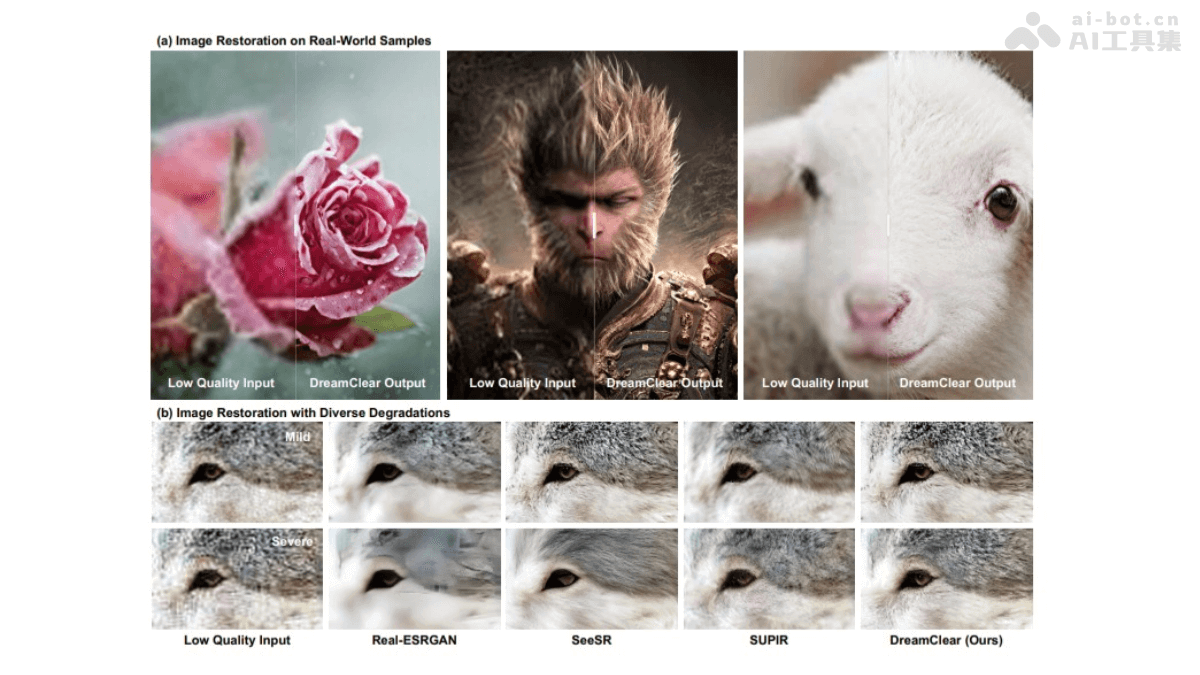 ai-bot.cn
AI工具集
(a) Image Restoration on Real-World Samples
Low Quality Input
DreamClear Output
Low Quality Input
DreamClear Output
Low Quality Input
DreamClear Output
(b) Image Restoration with Diverse Degradations
Mild
Severe
Low Quality Input
Real-ESRGAN
SeeSR
SUPIR
DreamClear (Ours)